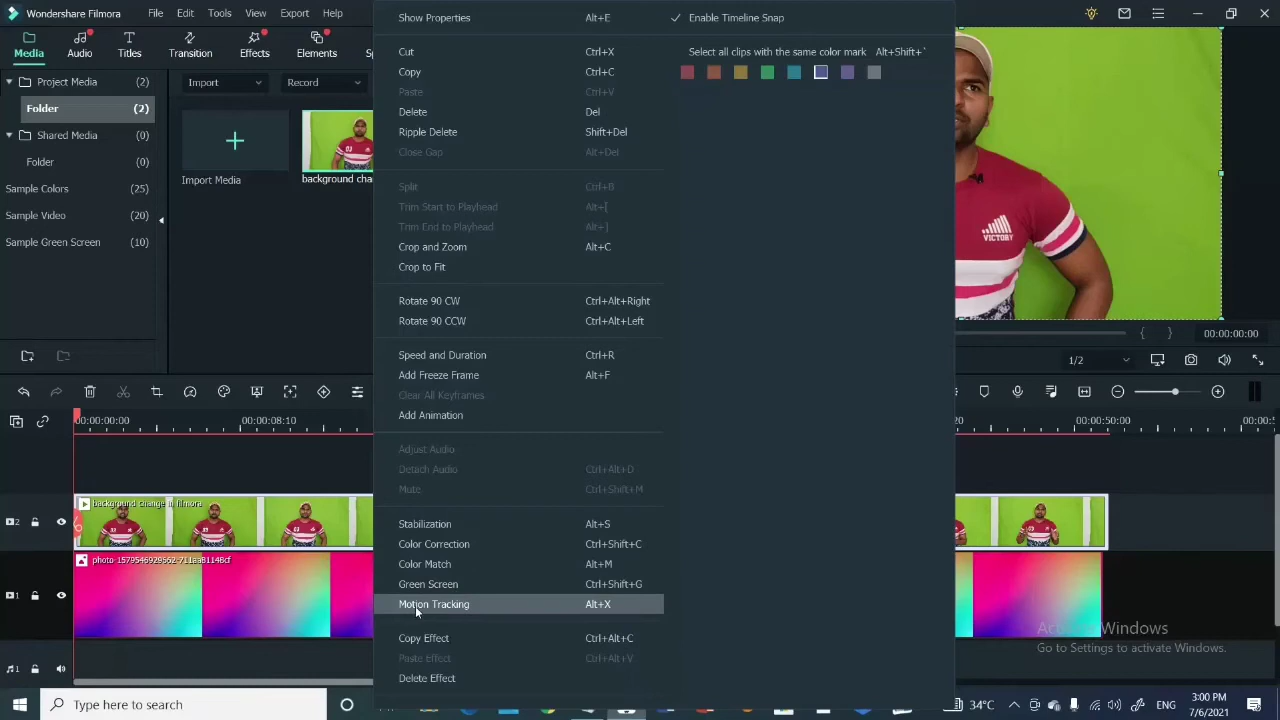 Wondershare Filmora
File
Edit
Tools
View
Export
Help
Media
Audio
Titles
Transition
Effects
Elements
Project Media (2)
Folder (2)
Shared Media (0)
Folder (0)
Sample Colors (25)
Sample Video (20)
Sample Green Screen (10)
Import
Record
Import Media
background cha
Show Properties Alt+E
Cut Ctrl+X
Copy Ctrl+C
Paste Ctrl+V
Delete Del
Ripple Delete Shift+Del
Close Gap Alt+Del
Split Ctrl+B
Trim Start to Playhead Alt+[
Trim End to Playhead Alt+]
Crop and Zoom Alt+C
Crop to Fit
Rotate 90 CW Ctrl+Alt+Right
Rotate 90 CCW Ctrl+Alt+Left
Speed and Duration Ctrl+R
Add Freeze Frame Alt+F
Clear All Keyframes
Add Animation
Adjust Audio
Detach Audio Ctrl+Alt+D
Mute Ctrl+Shift+M
Stabilization Alt+S
Color Correction Ctrl+Shift+C
Color Match Alt+M
Green Screen Ctrl+Shift+G
Motion Tracking Alt+X
Copy Effect Ctrl+Alt+C
Paste Effect Ctrl+Alt+V
Delete Effect
Enable Timeline Snap
Select all clips with the same color mark Alt+Shift+`
VICTORY
00:00:00:00
1/2
00:00:00:00
00:00:08:10
00:00:50:00
2
background change in filmora
1
photo-1579546929662-711aa81148cf
1
Activate Windows
Go to Settings to activate Windows.
Type here to search
34°C
ENG
3:00 PM
7/6/2021